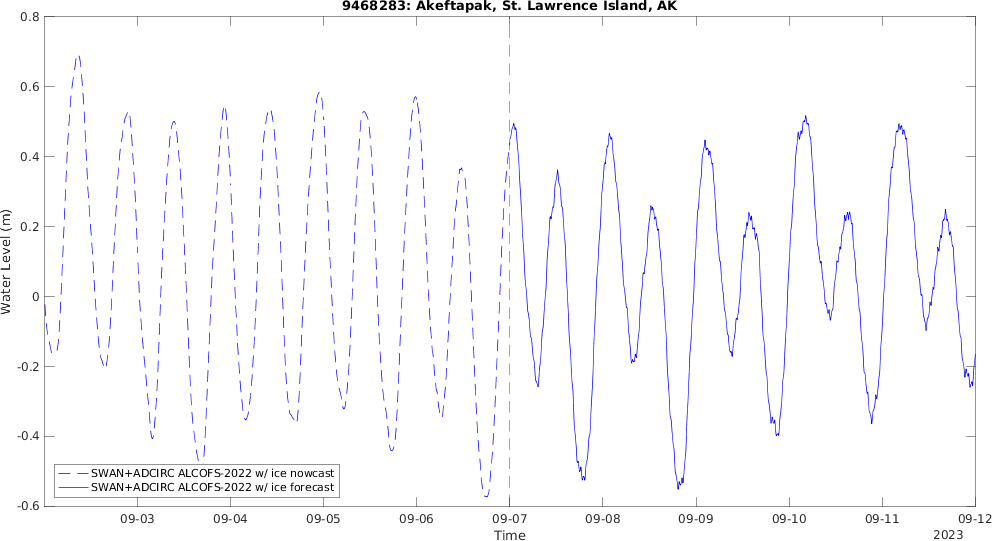 9468283: Akeftapak, St. Lawrence Island, AK
0.8
0.6
0.4
0.2
0
-0.2
-0.4
-0.6
Water Level (m)
SWAN+ADCIRC ALCOFS-2022 w/ ice nowcast
SWAN+ADCIRC ALCOFS-2022 w/ ice forecast
09-03 09-04 09-05 09-06 09-07 09-08 09-09 09-10 09-11 09-12
Time
2023